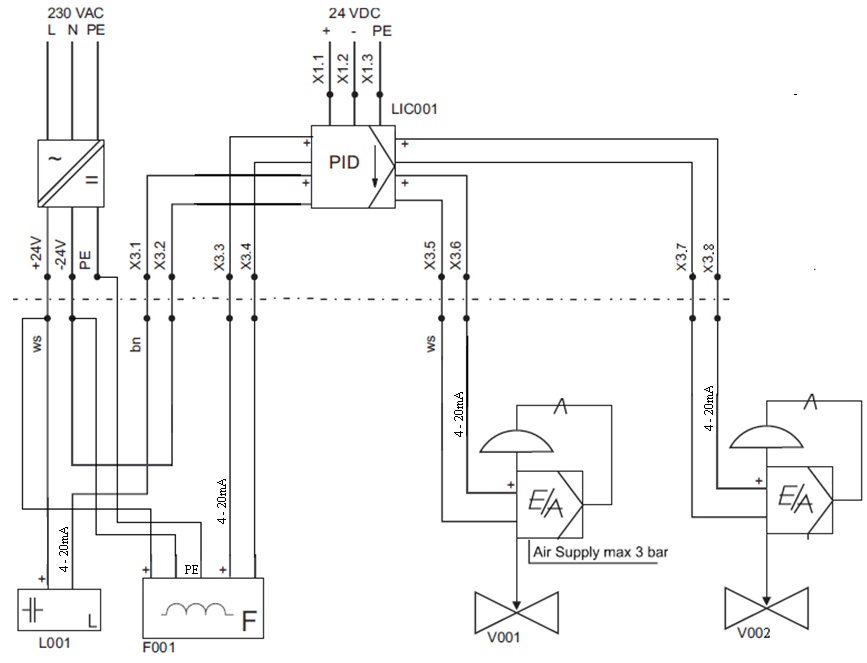 230 VAC
L N PE
24 VDC
+ - PE
X1.1
X1.2
X1.3
LIC001
~
=
PID
+
+
+
+
+24V
-24V
PE
X3.1
X3.2
X3.3
X3.4
X3.5
X3.6
X3.7
X3.8
ws
bn
ws
4 - 20mA
4 - 20mA
4 - 20mA
4 - 20mA
+
E/A
+
E/A
Air Supply max 3 bar
+
L
L001
+
PE
+
F
F001
V001
V002